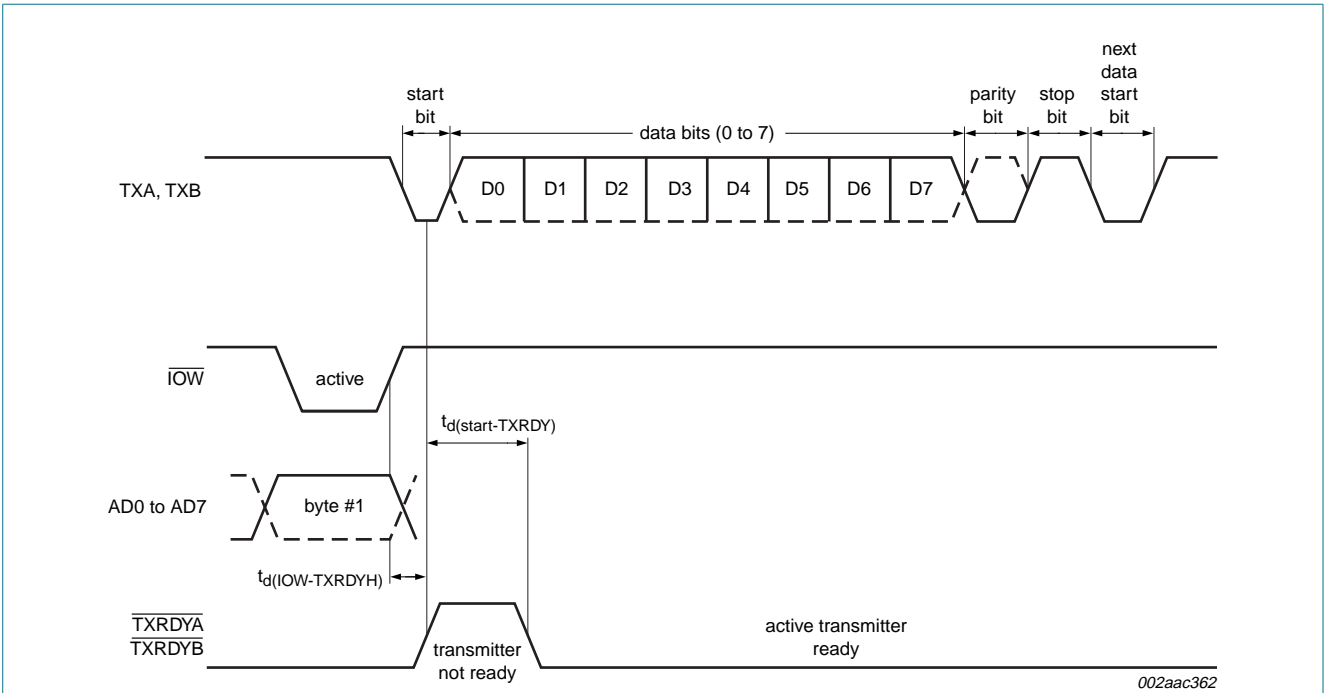 next
data
start
bit
start
bit
parity
bit
stop
bit
data bits (0 to 7)
TXA, TXB
D0 D1 D2 D3 D4 D5 D6 D7
IOW
active
td(start-TXRDY)
AD0 to AD7
byte #1
td(IOW-TXRDYH)
TXRDYA
TXRDYB
transmitter
not ready
active transmitter
ready
002aac362